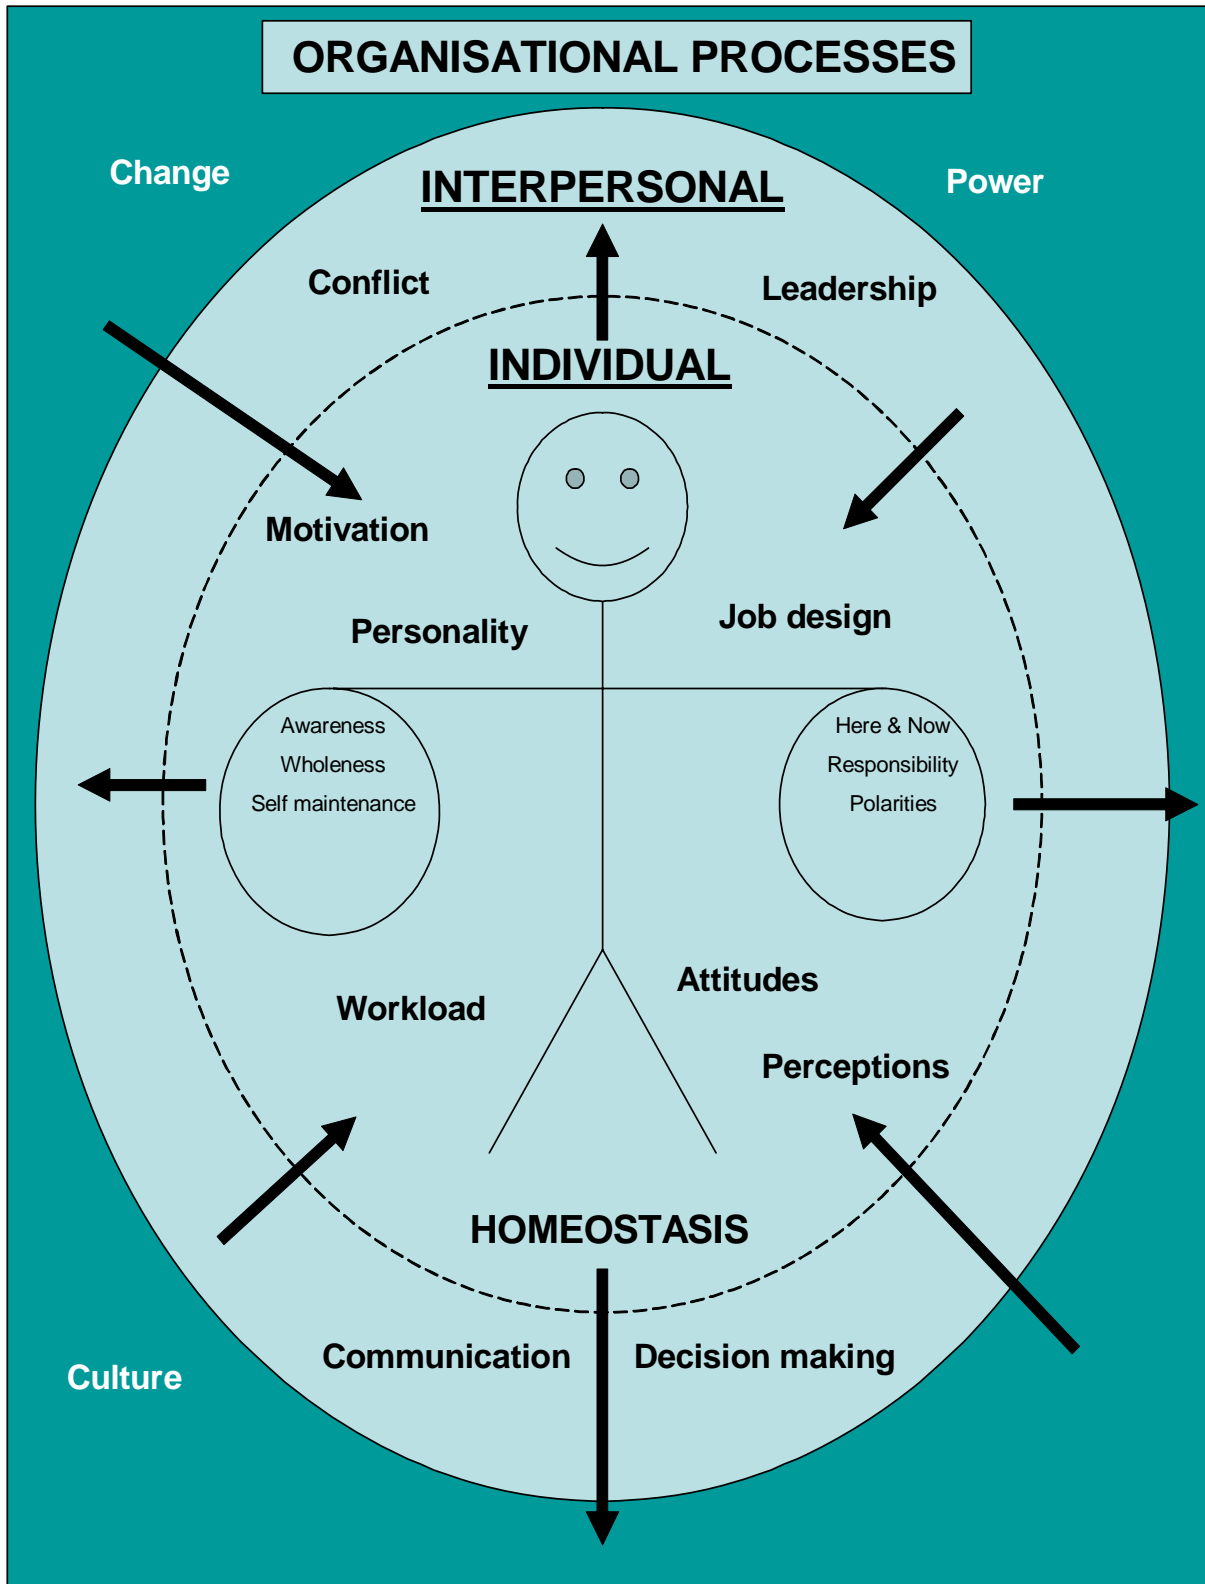 ORGANISATIONAL PROCESSES
Change
Power
INTERPERSONAL
Conflict
Leadership
INDIVIDUAL
Motivation
Personality
Job design
Awareness
Wholeness
Self maintenance
Here & Now
Responsibility
Polarities
Workload
Attitudes
Perceptions
HOMEOSTASIS
Communication
Decision making
Culture